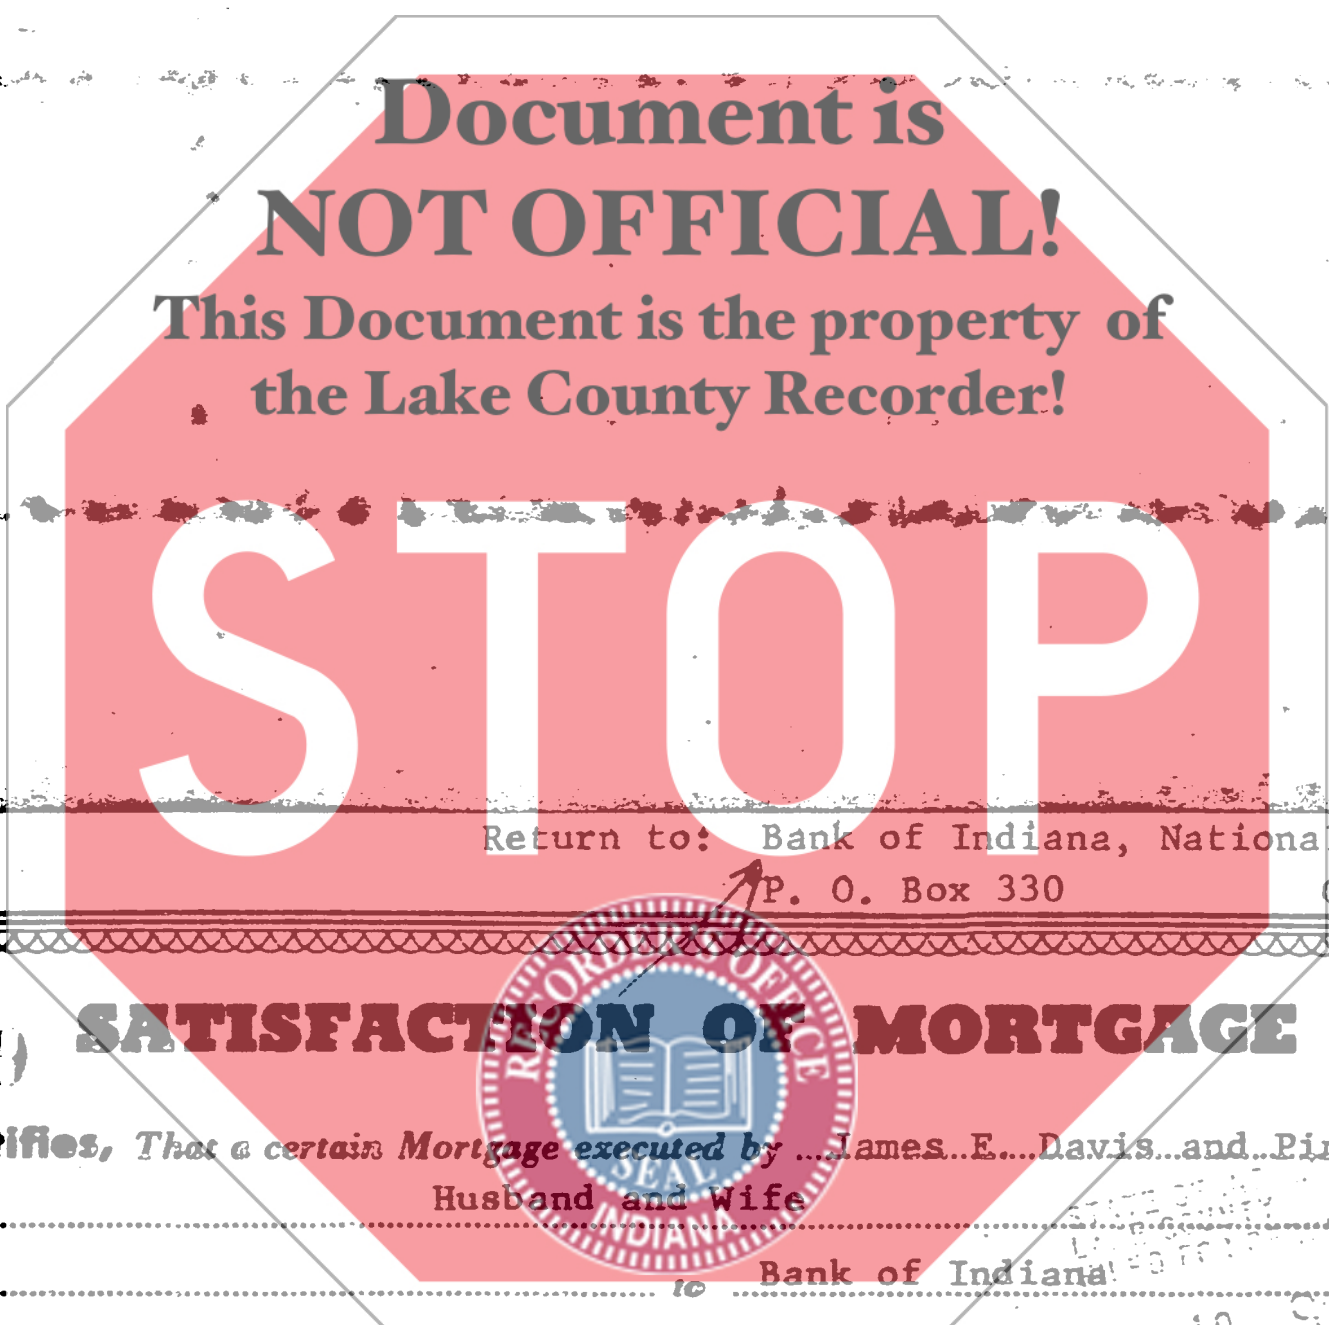 Document is
NOT OFFICIAL!
This Document is the property of
the Lake County Recorder!
STOP
Return to: Bank of Indiana, National
P. O. Box 330
RECORDER'S OFFICE
SATISFACTION OF MORTGAGE
ifies, That a certain Mortgage executed by ...James E. Davis and
SEAL
Husband and Wife
INDIANA
Bank of Indiana
to